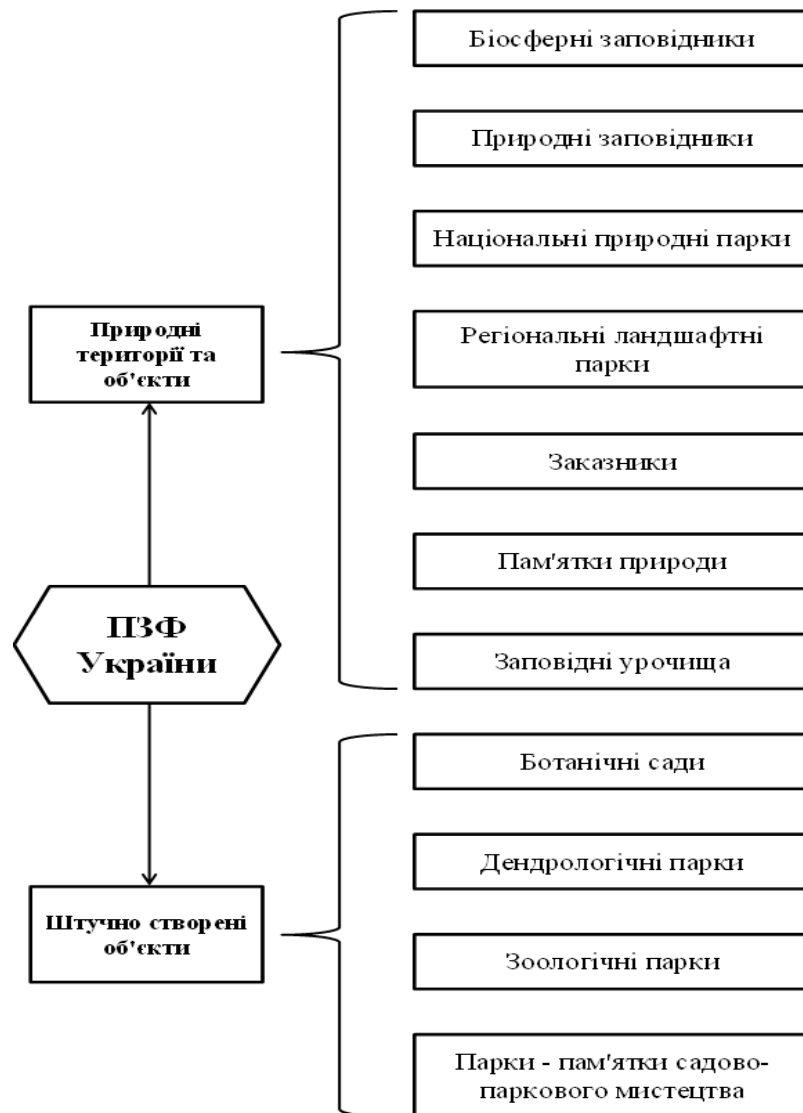 Біосферні заповідники
Природні заповідники
Національні природні парки
Природні
території та
об'єкти
Регіональні ландшафтні
парки
Заказники
Пам'ятки природи
ПЗФ
України
Заповідні урочища
Ботанічні сади
Дендрологічні парки
Штучно створені
об'єкти
Зоологічні парки
Парки - пам'ятки садово-
паркового мистецтва